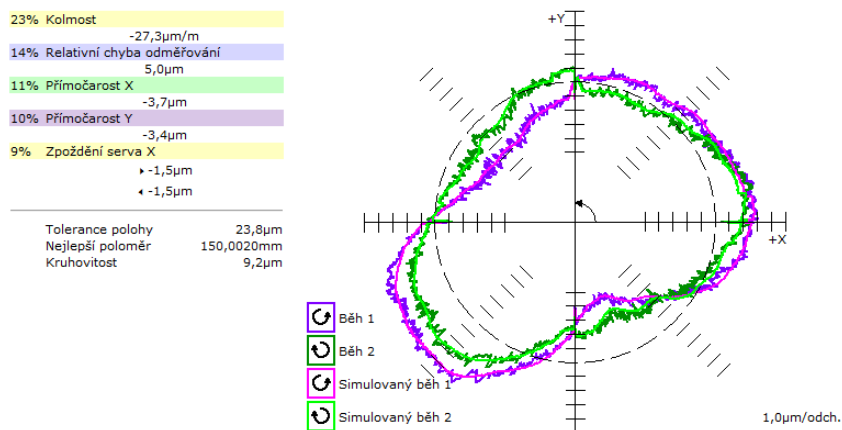 23% Kolmost
-27,3µm/m
14% Relativní chyba odměřování
5,0µm
11% Přímočarost X
-3,7µm
10% Přímočarost Y
-3,4µm
9% Zpoždění serva X
-1,5µm
-1,5µm
Tolerance polohy 23,8µm
Nejlepší poloměr 150,0020mm
Kruhovitost 9,2µm
+Y
+X
Běh 1
Běh 2
Simulovaný běh 1
Simulovaný běh 2
1,0µm/odch.